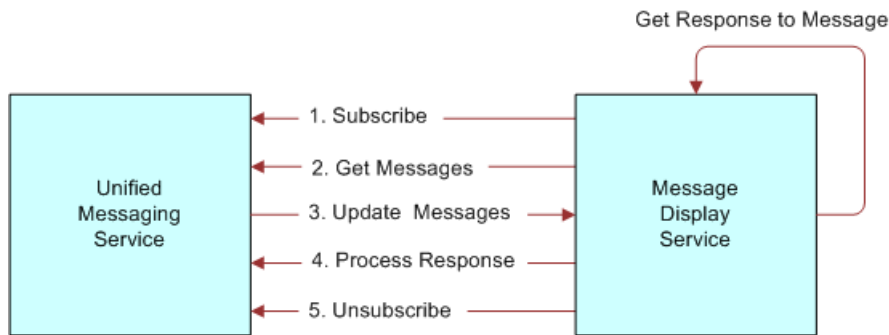 Get Response to Message
1. Subscribe
2. Get Messages
3. Update Messages
4. Process Response
5. Unsubscribe
Unified
Messaging
Service
Message
Display
Service